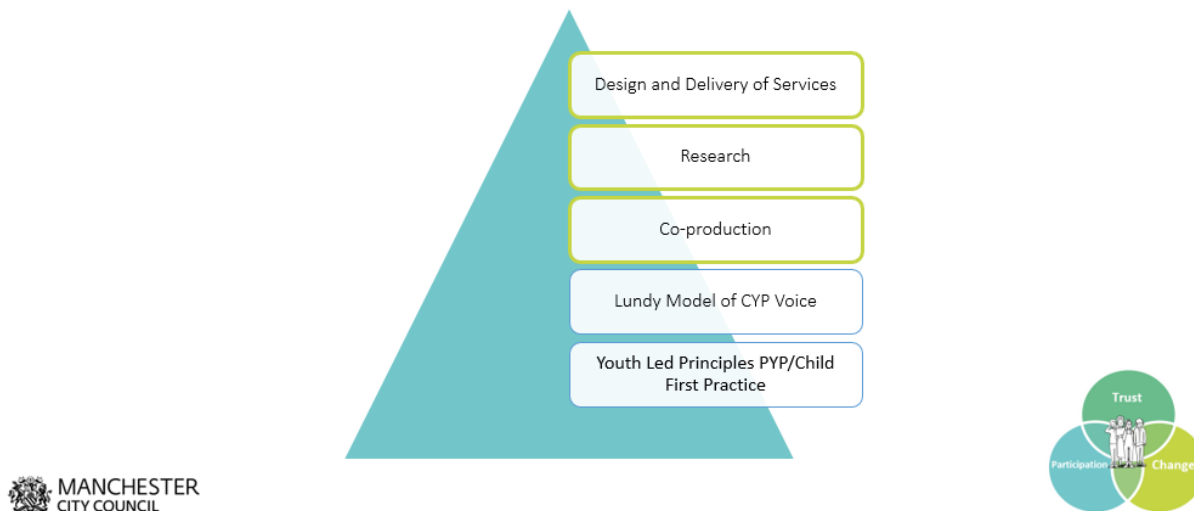 Design and Delivery of Services
Research
Co-production
Lundy Model of CYP Voice
Youth Led Principles PYP/Child
First Practice
MANCHESTER
CITY COUNCIL
Trust
Participation
Change